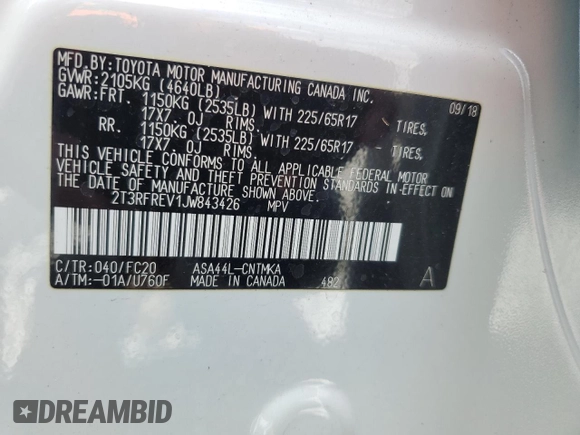 MFD.BY:TOYOTA MOTOR MANUFACTURING CANADA INC.
GVWR:2105KG (4640LB) 09/18
GAWR:FRT. 1150KG (2535LB) WITH 225/65R17 TIRES,
17X7.0J RIMS.
RR. 1150KG (2535LB) WITH 225/65R17 TIRES,
17X7.0J RIMS.
THIS VEHICLE CONFORMS TO ALL APPLICABLE FEDERAL MOTOR
VEHICLE SAFETY AND THEFT PREVENTION STANDARDS IN-EFFECT ON
THE DATE OF MANUFACTURE SHOWN ABOVE.
2T3RFREV1JW843426 MPV
C/TR:040/FC20 ASA44L-CNTMKA A
A/TM:-01A/U760F MADE IN CANADA 482
DREAMBID